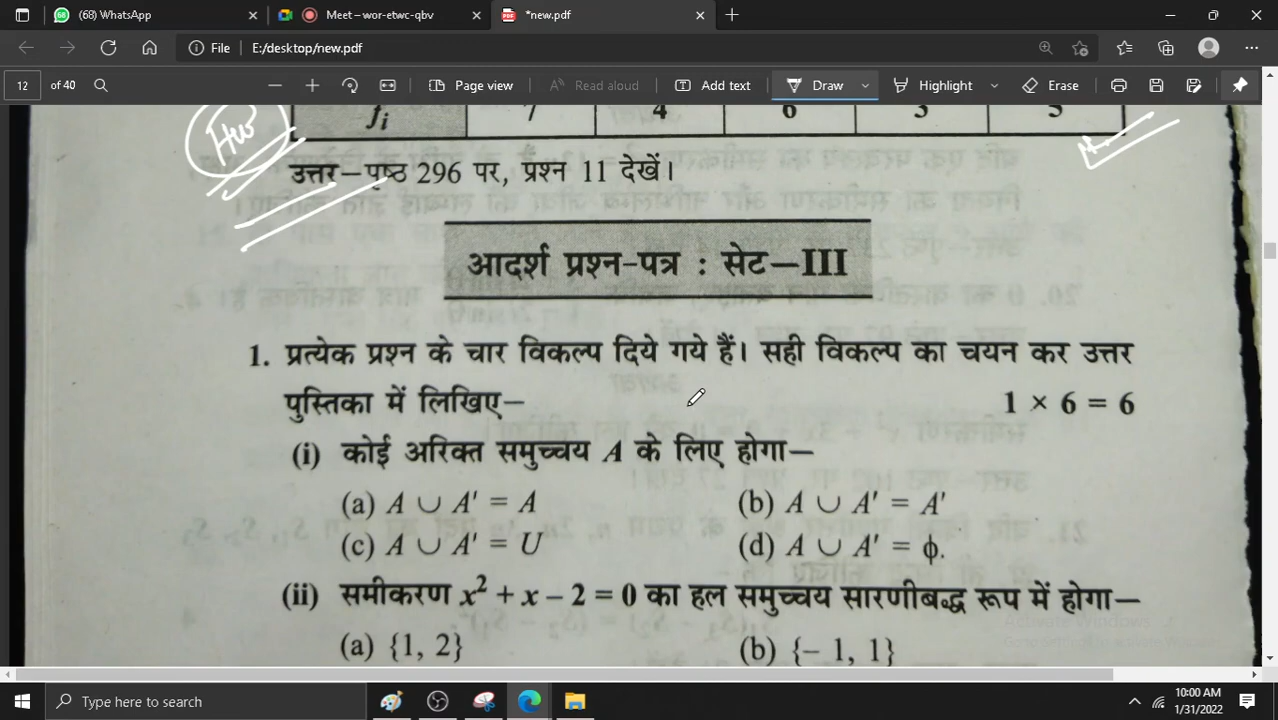 (68) WhatsApp
Meet – wor-etwc-qbv
*new.pdf
File
E:/desktop/new.pdf
12 of 40
Page view
Read aloud
Add text
Draw
Highlight
Erase
HW
f_i 7 4 6 3 5
उत्तर–पृष्ठ 296 पर, प्रश्न 11 देखें।
आदर्श प्रश्न-पत्र : सेट–III
1. प्रत्येक प्रश्न के चार विकल्प दिये गये हैं। सही विकल्प का चयन कर उत्तर
पुस्तिका में लिखिए– 1 × 6 = 6
(i) कोई अरिक्त समुच्चय A के लिए होगा–
(a) A ∪ A' = A (b) A ∪ A' = A'
(c) A ∪ A' = U (d) A ∪ A' = ϕ.
(ii) समीकरण x² + x – 2 = 0 का हल समुच्चय सारणीबद्ध रूप में होगा–
(a) {1, 2} (b) {– 1, 1}
Activate Windows
Type here to search
10:00 AM
1/31/2022